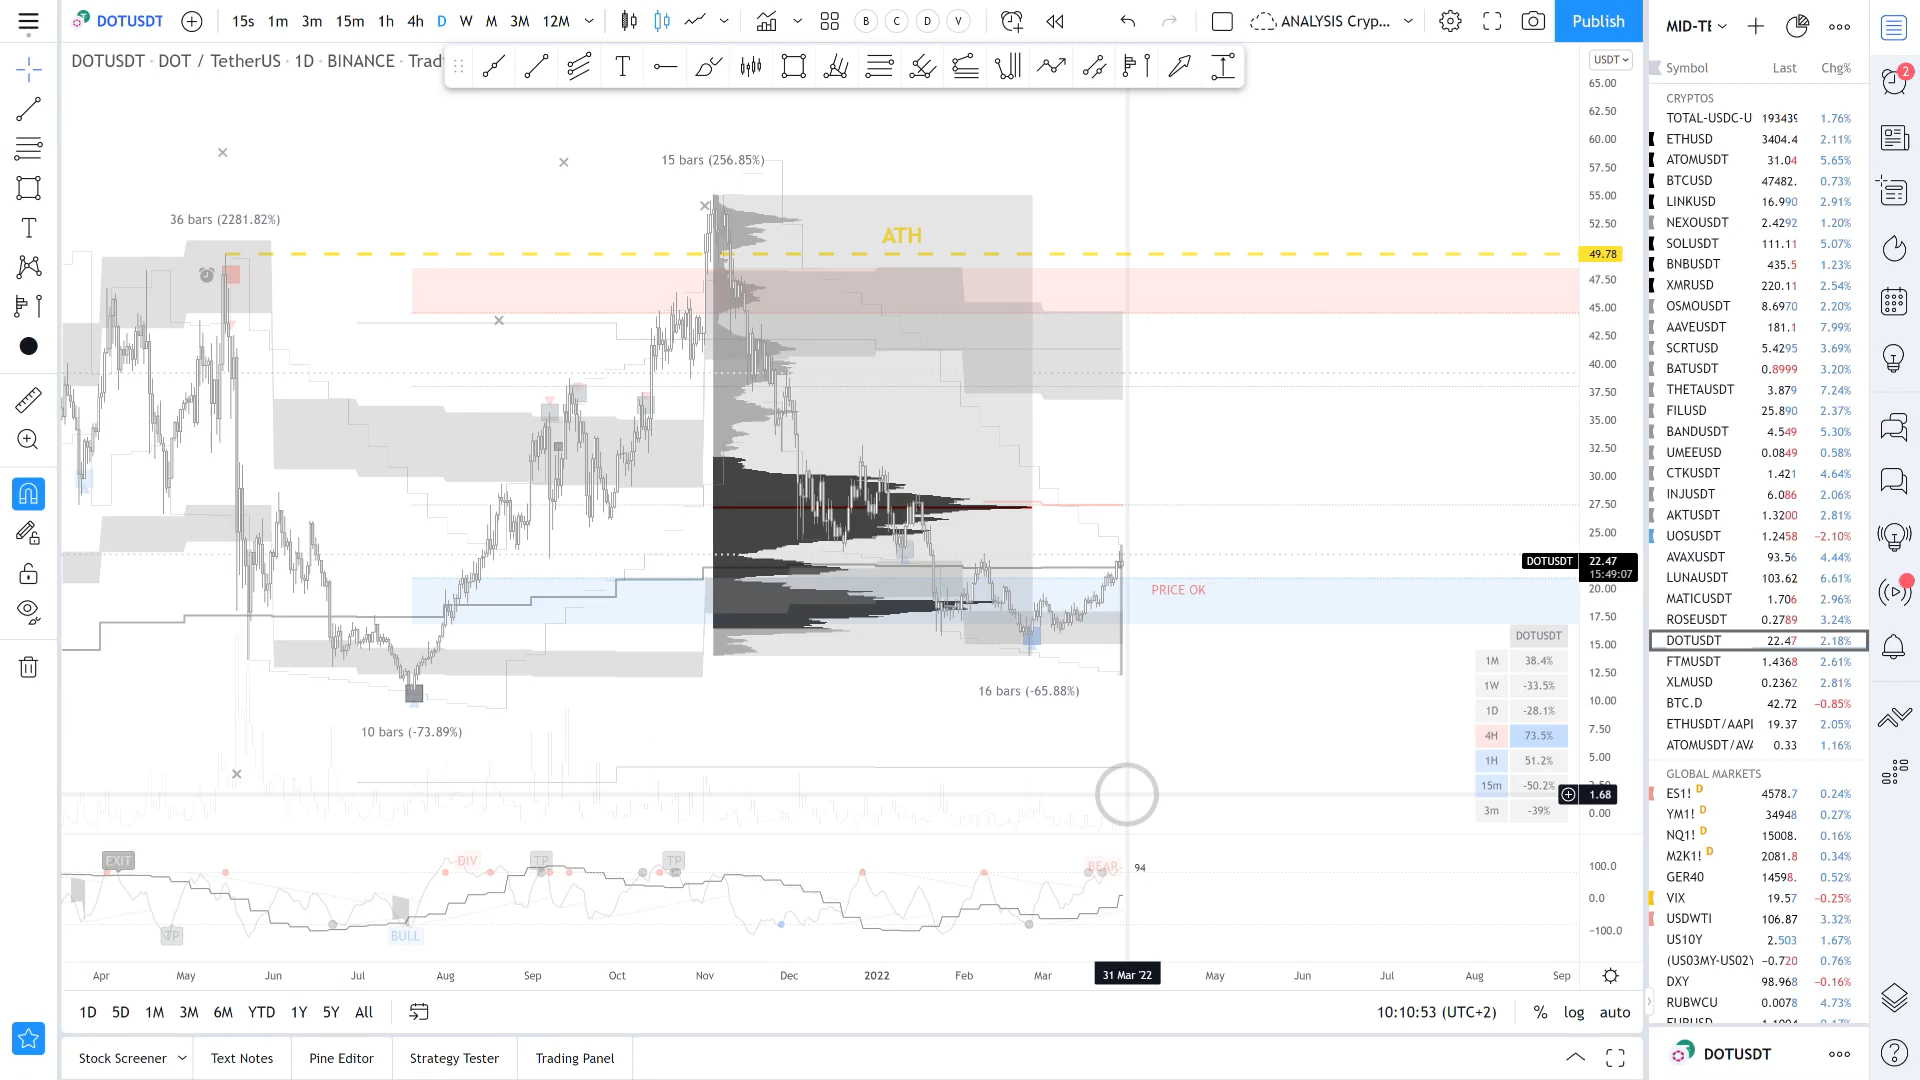 DOTUSDT 15s 1m 3m 15m 1h 4h D W M 3M 12M B C D V ANALYSIS Cryp... Publish MID-TE
DOTUSDT · DOT / TetherUS · 1D · BINANCE · Trad
USDT
Symbol Last Chg%
65.00
62.50
60.00
57.50
55.00
52.50
49.78
47.50
45.00
42.50
40.00
37.50
35.00
32.50
30.00
27.50
25.00
DOTUSDT 22.47
15:49:07
20.00
17.50
15.00
12.50
10.00
7.50
5.00
1.68
0.00
15 bars (256.85%)
36 bars (2281.82%)
ATH
PRICE OK
16 bars (-65.88%)
10 bars (-73.89%)
DOTUSDT
1M 38.4%
1W -33.5%
1D -28.1%
4H 73.5%
1H 51.2%
15m -50.2%
3m -39%
EXIT DIV TP TP BEAR 94
TP BULL
100.0
0.0
−100.0
Apr May Jun Jul Aug Sep Oct Nov Dec 2022 Feb Mar 31 Mar '22 May Jun Jul Aug Sep
1D 5D 1M 3M 6M YTD 1Y 5Y All 10:10:53 (UTC+2) % log auto
Stock Screener Text Notes Pine Editor Strategy Tester Trading Panel
2
CRYPTOS
TOTAL-USDC-U 193439 1.76%
ETHUSD 3404.4 2.11%
ATOMUSDT 31.04 5.65%
BTCUSD 47482. 0.73%
LINKUSD 16.990 2.91%
NEXOUSDT 2.4292 1.20%
SOLUSDT 111.11 5.07%
BNBUSDT 435.5 1.23%
XMRUSD 220.11 2.54%
OSMOUSDT 8.6970 2.20%
AAVEUSDT 181.1 7.99%
SCRTUSD 5.4295 3.69%
BATUSDT 0.8999 3.20%
THETAUSDT 3.879 7.24%
FILUSD 25.890 2.37%
BANDUSDT 4.549 5.30%
UMEEUSD 0.0849 0.58%
CTKUSDT 1.421 4.64%
INJUSDT 6.086 2.06%
AKTUSDT 1.3200 2.81%
UOSUSDT 1.2458 −2.10%
AVAXUSDT 93.56 4.44%
LUNAUSDT 103.62 6.61%
MATICUSDT 1.706 2.96%
ROSEUSDT 0.2789 3.24%
DOTUSDT 22.47 2.18%
FTMUSDT 1.4368 2.61%
XLMUSD 0.2362 2.81%
BTC.D 42.72 −0.85%
ETHUSDT/AAPL 19.37 2.05%
ATOMUSDT/AVA 0.33 1.16%
GLOBAL MARKETS
ES1! D 4578.7 0.24%
YM1! D 34948 0.27%
NQ1! D 15008. 0.16%
M2K1! D 2081.8 0.34%
GER40 14598. 0.52%
VIX 19.57 −0.25%
USDWTI 106.87 3.32%
US10Y 2.503 1.67%
(US03MY-US02Y −0.720 0.76%
DXY 98.968 −0.16%
RUBWCU 0.0078 4.73%
DOTUSDT